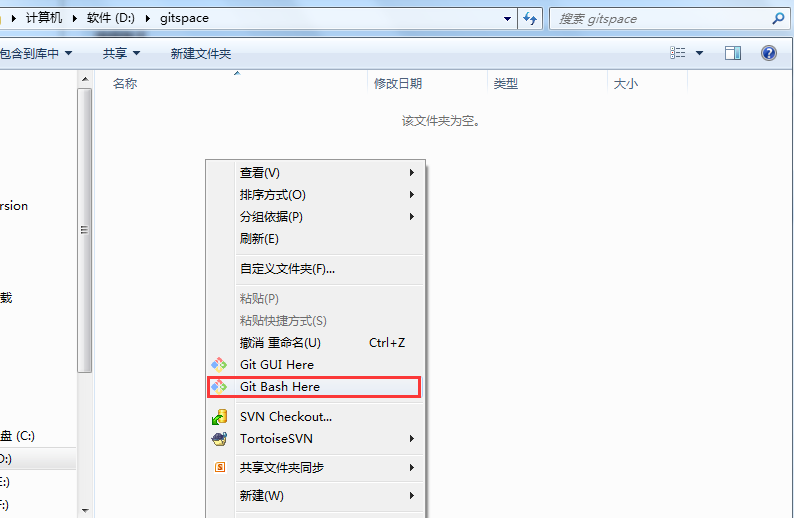 计算机 软件 (D:) gitspace 搜索 gitspace
包含到库中 共享 新建文件夹
名称 修改日期 类型 大小
该文件夹为空。
查看(V)
排序方式(O)
rsion
分组依据(P)
刷新(E)
自定义文件夹(F)...
载
粘贴(P)
粘贴快捷方式(S)
撤消 重命名(U) Ctrl+Z
Git GUI Here
Git Bash Here
SVN Checkout...
盘 (C:)
TortoiseSVN
D:)
共享文件夹同步
E:)
新建(W)
F:)